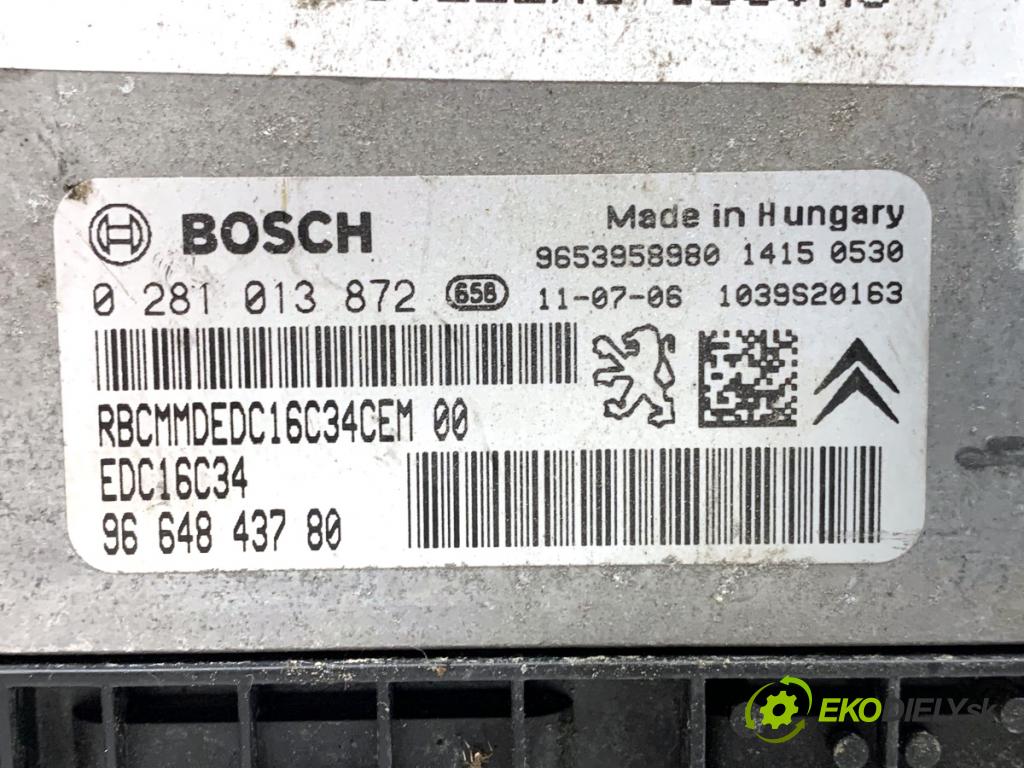 BOSCH
Made in Hungary
9653958980 1415 0530
0 281 013 872 658 11-07-06 1039S20163
RBCMMDEDC16C34CEM 00
EDC16C34
96 648 437 80
EKODIELY.sk